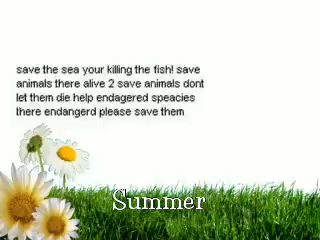 save the sea your killing the fish! save
animals there alive 2 save animals dont
let them die help endagered speacies
there endangerd please save them
Summer